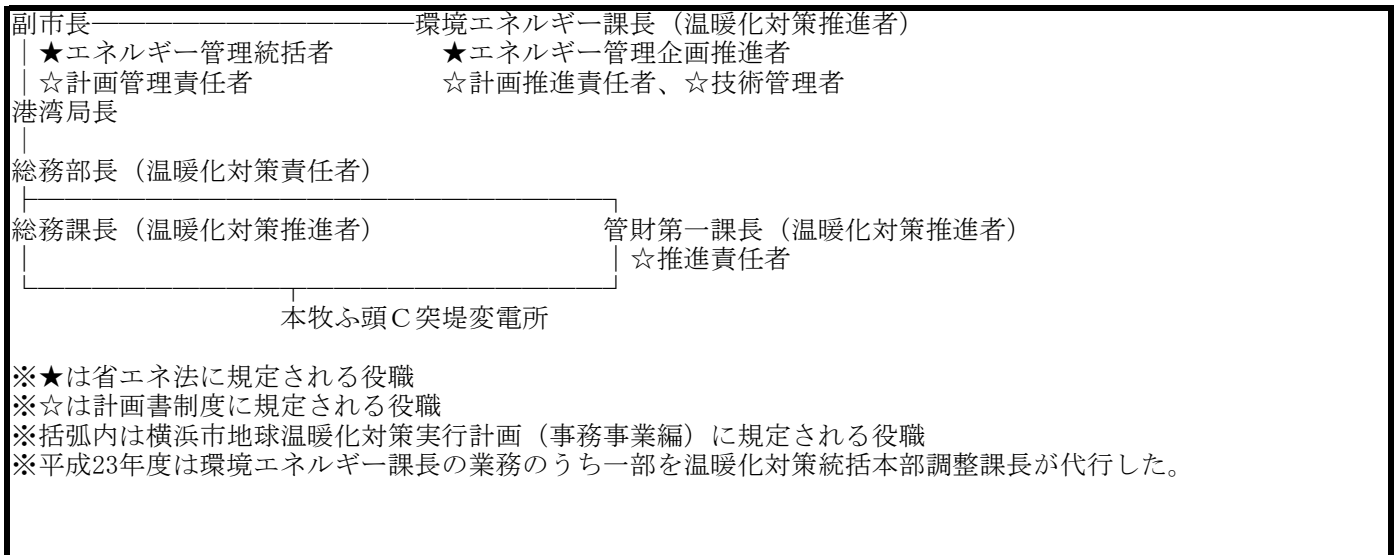 副市長――――――――――――環境エネルギー課長（温暖化対策推進者）
│★エネルギー管理統括者　　　　★エネルギー管理企画推進者
│☆計画管理責任者　　　　　　　☆計画推進責任者、☆技術管理者
港湾局長
│
総務部長（温暖化対策責任者）
├――――――――――――――――――――――┐
総務課長（温暖化対策推進者）　　　　　　　　　管財第一課長（温暖化対策推進者）
│　　　　　　　　　　　　　　　　　　　　　　│☆推進責任者
└――――――――――┬―――――――――――┘
本牧ふ頭Ｃ突堤変電所
※★は省エネ法に規定される役職
※☆は計画書制度に規定される役職
※括弧内は横浜市地球温暖化対策実行計画（事務事業編）に規定される役職
※平成23年度は環境エネルギー課長の業務のうち一部を温暖化対策統括本部調整課長が代行した。